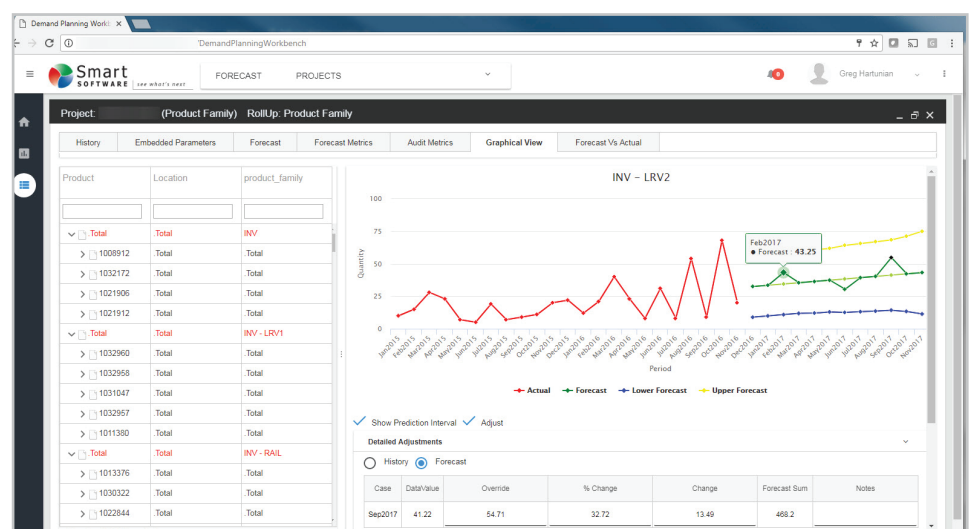 Demand Planning Workb
'DemandPlanningWorkbench
Smart
SOFTWARE see what's next
FORECAST PROJECTS
0
Greg Hartunian
Project: (Product Family) RollUp: Product Family
History Embedded Parameters Forecast Forecast Metrics Audit Metrics Graphical View Forecast Vs Actual
Product Location product_family
.Total .Total INV
1008912 .Total .Total
1032172 .Total .Total
1021906 .Total .Total
1021912 .Total .Total
.Total .Total INV - LRV1
1032960 .Total .Total
1032958 .Total .Total
1031047 .Total .Total
1032957 .Total .Total
1011380 .Total .Total
.Total .Total INV - RAIL
1013376 .Total .Total
1030322 .Total .Total
1022844 .Total .Total
INV - LRV2
Quantity
100
75
50
25
0
Feb2017
Forecast : 43.25
Jan2015 Feb2015 Mar2015 Apr2015 May2015 Jun2015 Jul2015 Aug2015 Sep2015 Oct2015 Nov2015 Dec2015 Jan2016 Feb2016 Mar2016 Apr2016 May2016 Jun2016 Jul2016 Aug2016 Sep2016 Oct2016 Nov2016 Dec2016 Jan2017 Feb2017 Mar2017 Apr2017 May2017 Jun2017 Jul2017 Aug2017 Sep2017 Oct2017 Nov2017
Period
Actual Forecast Lower Forecast Upper Forecast
Show Prediction Interval Adjust
Detailed Adjustments
History Forecast
Case DataValue Override % Change Change Forecast Sum Notes
Sep2017 41.22 54.71 32.72 13.49 468.2